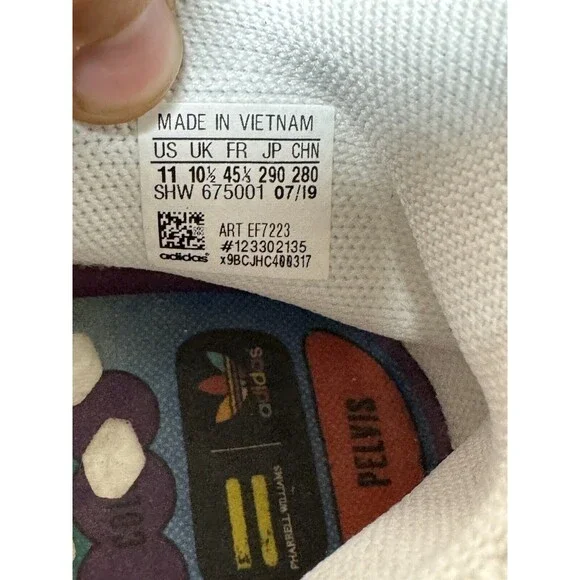 MADE IN VIETNAM
US UK FR JP CHN
11 10½ 45⅓ 290 280
SHW 675001 07/19
ART EF7223
#123302135
adidas x9BCJHC400317
adidas
PHARRELL WILLIAMS
PELVIS